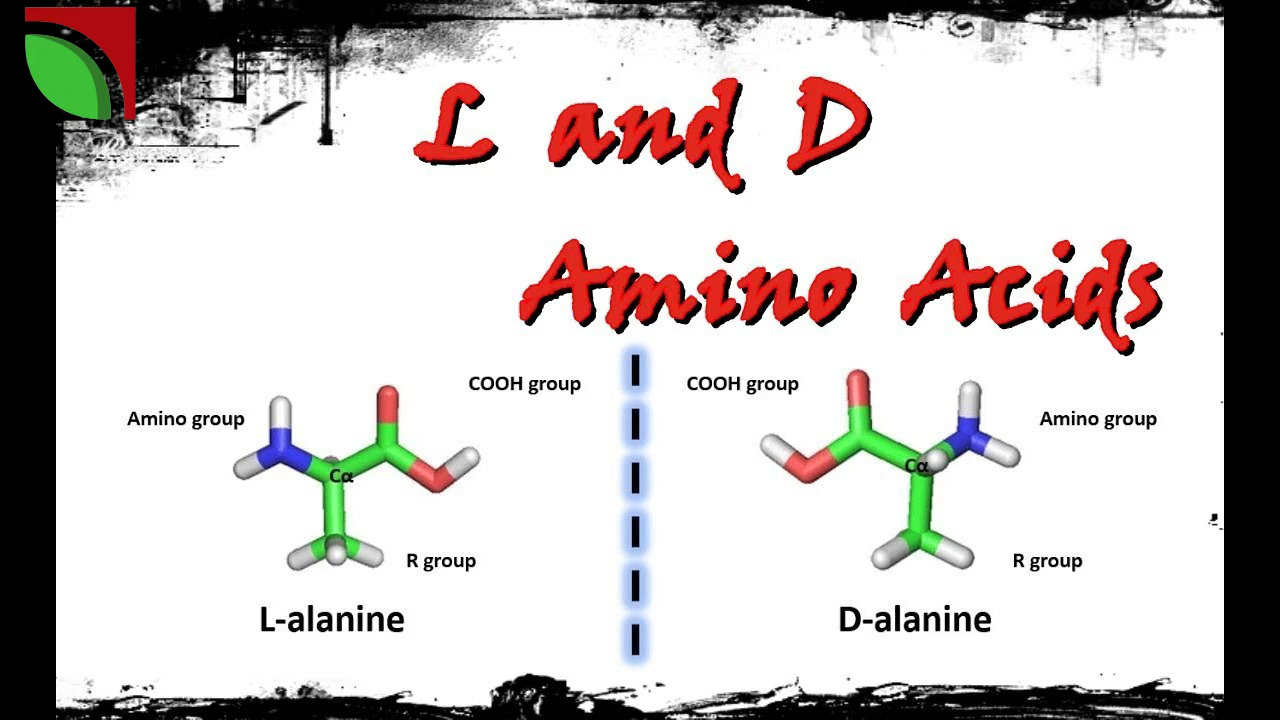 L and D
Amino Acids
COOH group
Amino group
Cα
R group
L-alanine
COOH group
Amino group
Cα
R group
D-alanine